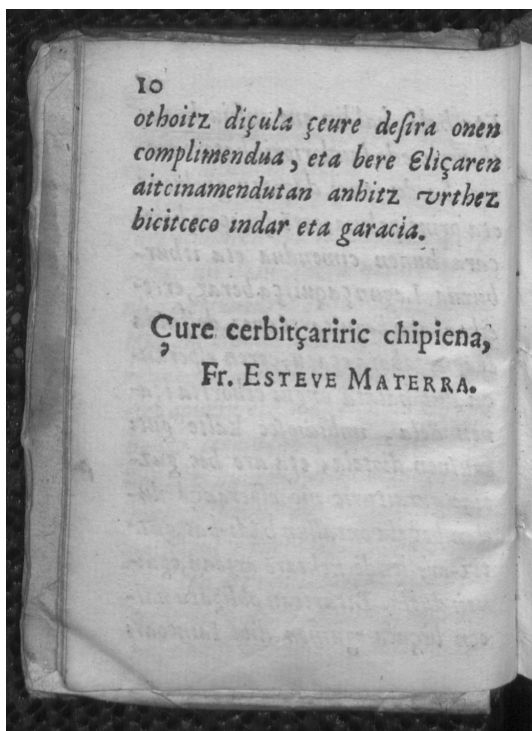 10
othoitz diçula çeure deſira onen
complimendua, eta bere Eliçaren
aitcinamendutan anhitz vrthez
bicitceco indar eta garacia.
Çure cerbitçariric chipiena,
Fr. ESTEVE MATERRA.